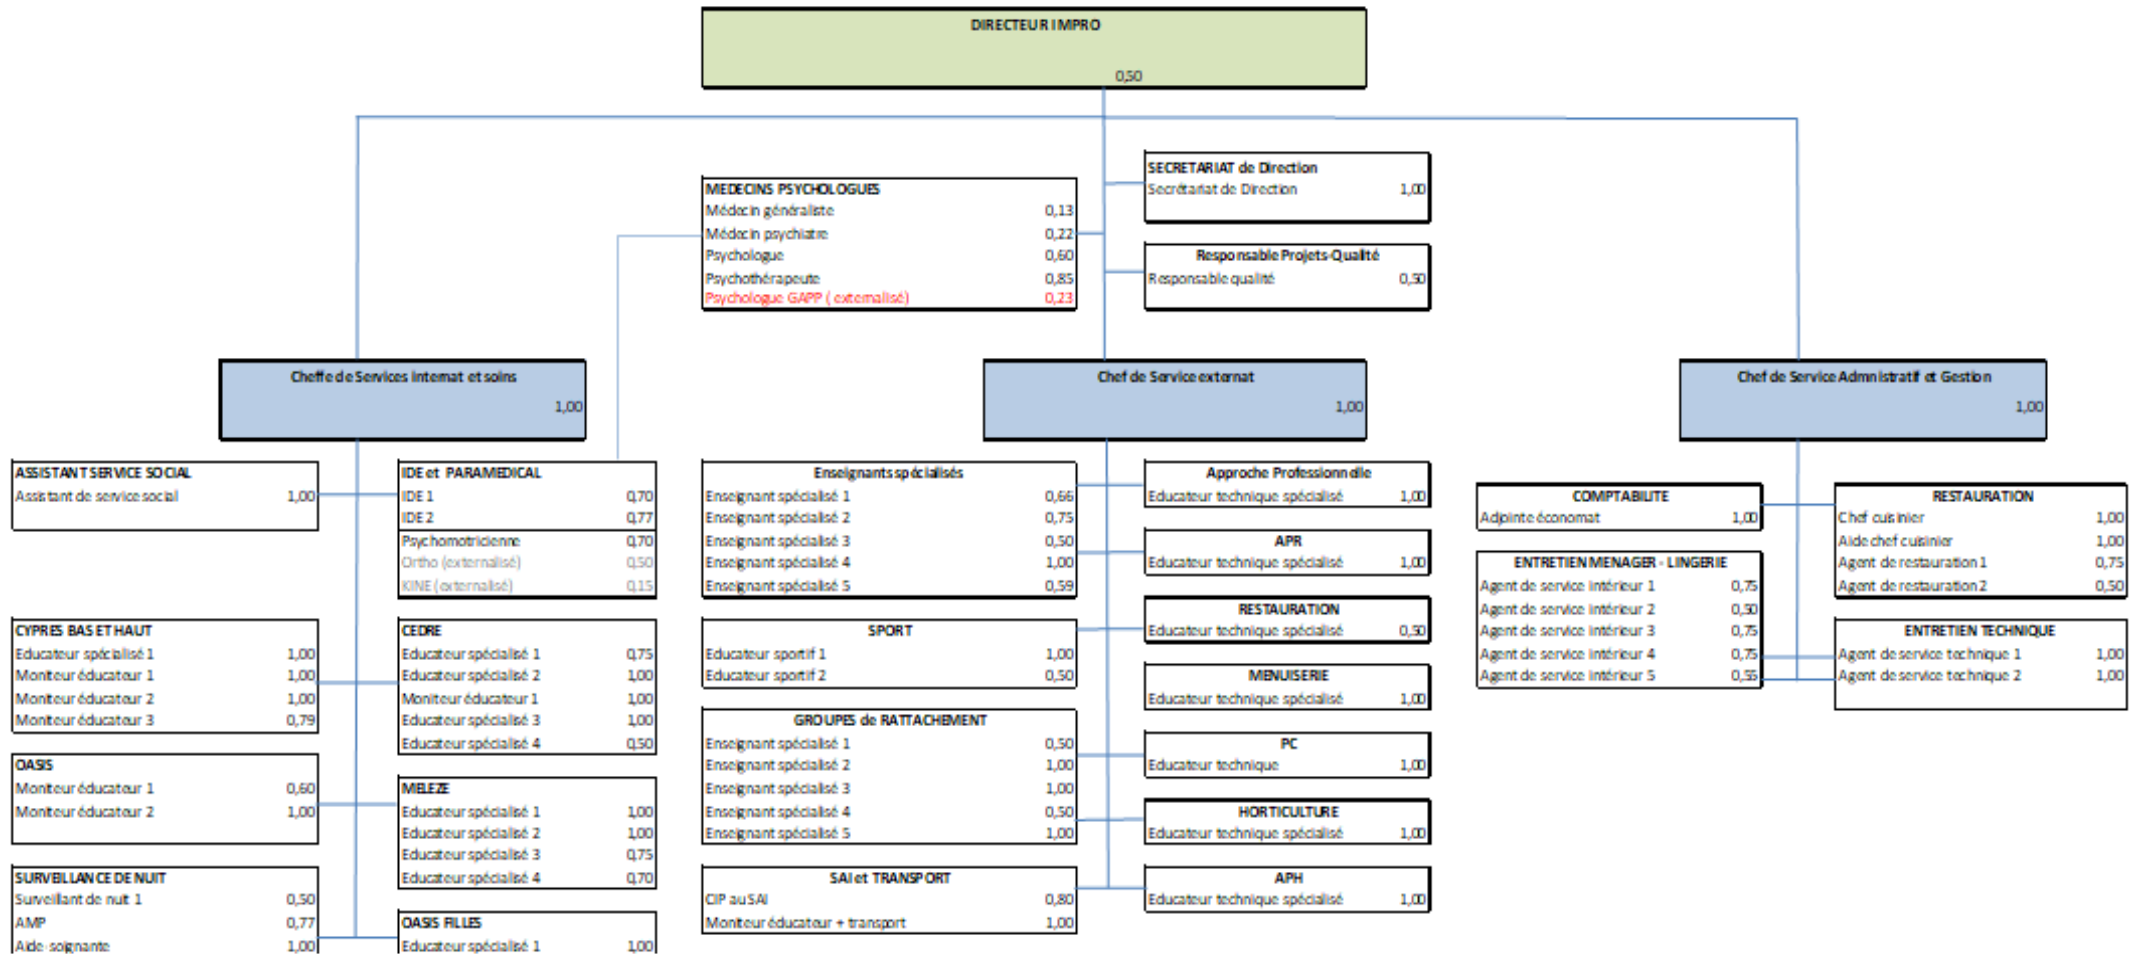 DIRECTEUR IMPRO
0,50
SECRETARIAT de Direction
Secrétariat de Direction 1,00
MEDECINS PSYCHOLOGUES
Médecin généraliste 0,13
Médecin psychiatre 0,22
Psychologue 0,60
Psychothérapeute 0,85
Psychologue GAPP ( externalisé) 0,23
Responsable Projets-Qualité
Responsable qualité 0,50
Cheffe de Services Internat et soins
1,00
Chef de Service externat
1,00
Chef de Service Admnistratif et Gestion
1,00
ASSISTANT SERVICE SOCIAL
Assistant de service social 1,00
IDE et PARAMEDICAL
IDE 1 0,70
IDE 2 0,77
Psychomotricienne 0,70
Ortho (externalisé) 0,50
KINE (externalisé) 0,15
CYPRES BAS ET HAUT
Educateur spécialisé 1 1,00
Moniteur éducateur 1 1,00
Moniteur éducateur 2 1,00
Moniteur éducateur 3 0,79
CEDRE
Educateur spécialisé 1 0,75
Educateur spécialisé 2 1,00
Moniteur éducateur 1 1,00
Educateur spécialisé 3 1,00
Educateur spécialisé 4 0,50
OASIS
Moniteur éducateur 1 0,60
Moniteur éducateur 2 1,00
MELEZE
Educateur spécialisé 1 1,00
Educateur spécialisé 2 1,00
Educateur spécialisé 3 0,75
Educateur spécialisé 4 0,70
SURVEILLANCE DE NUIT
Surveillant de nuit 1 0,50
AMP 0,77
Aide-soignante 1,00
OASIS FILLES
Educateur spécialisé 1 1,00
Enseignants spécialisés
Enseignant spécialisé 1 0,66
Enseignant spécialisé 2 0,75
Enseignant spécialisé 3 0,50
Enseignant spécialisé 4 1,00
Enseignant spécialisé 5 0,59
SPORT
Educateur sportif 1 1,00
Educateur sportif 2 0,50
GROUPES de RATTACHEMENT
Enseignant spécialisé 1 0,50
Enseignant spécialisé 2 1,00
Enseignant spécialisé 3 1,00
Enseignant spécialisé 4 0,50
Enseignant spécialisé 5 1,00
SAI et TRANSPORT
CIP au SAI 0,80
Moniteur éducateur + transport 1,00
Approche Professionnelle
Educateur technique spécialisé 1,00
APR
Educateur technique spécialisé 1,00
RESTAURATION
Educateur technique spécialisé 0,50
MENUISERIE
Educateur technique spécialisé 1,00
PC
Educateur technique 1,00
HORTICULTURE
Educateur technique spécialisé 1,00
APH
Educateur technique spécialisé 1,00
COMPTABILITE
Adjointe économat 1,00
ENTRETIEN MENAGER - LINGERIE
Agent de service intérieur 1 0,75
Agent de service intérieur 2 0,50
Agent de service intérieur 3 0,75
Agent de service intérieur 4 0,75
Agent de service intérieur 5 0,55
RESTAURATION
Chef cuisinier 1,00
Aide chef cuisinier 1,00
Agent de restauration 1 0,75
Agent de restauration 2 0,50
ENTRETIEN TECHNIQUE
Agent de service technique 1 1,00
Agent de service technique 2 1,00